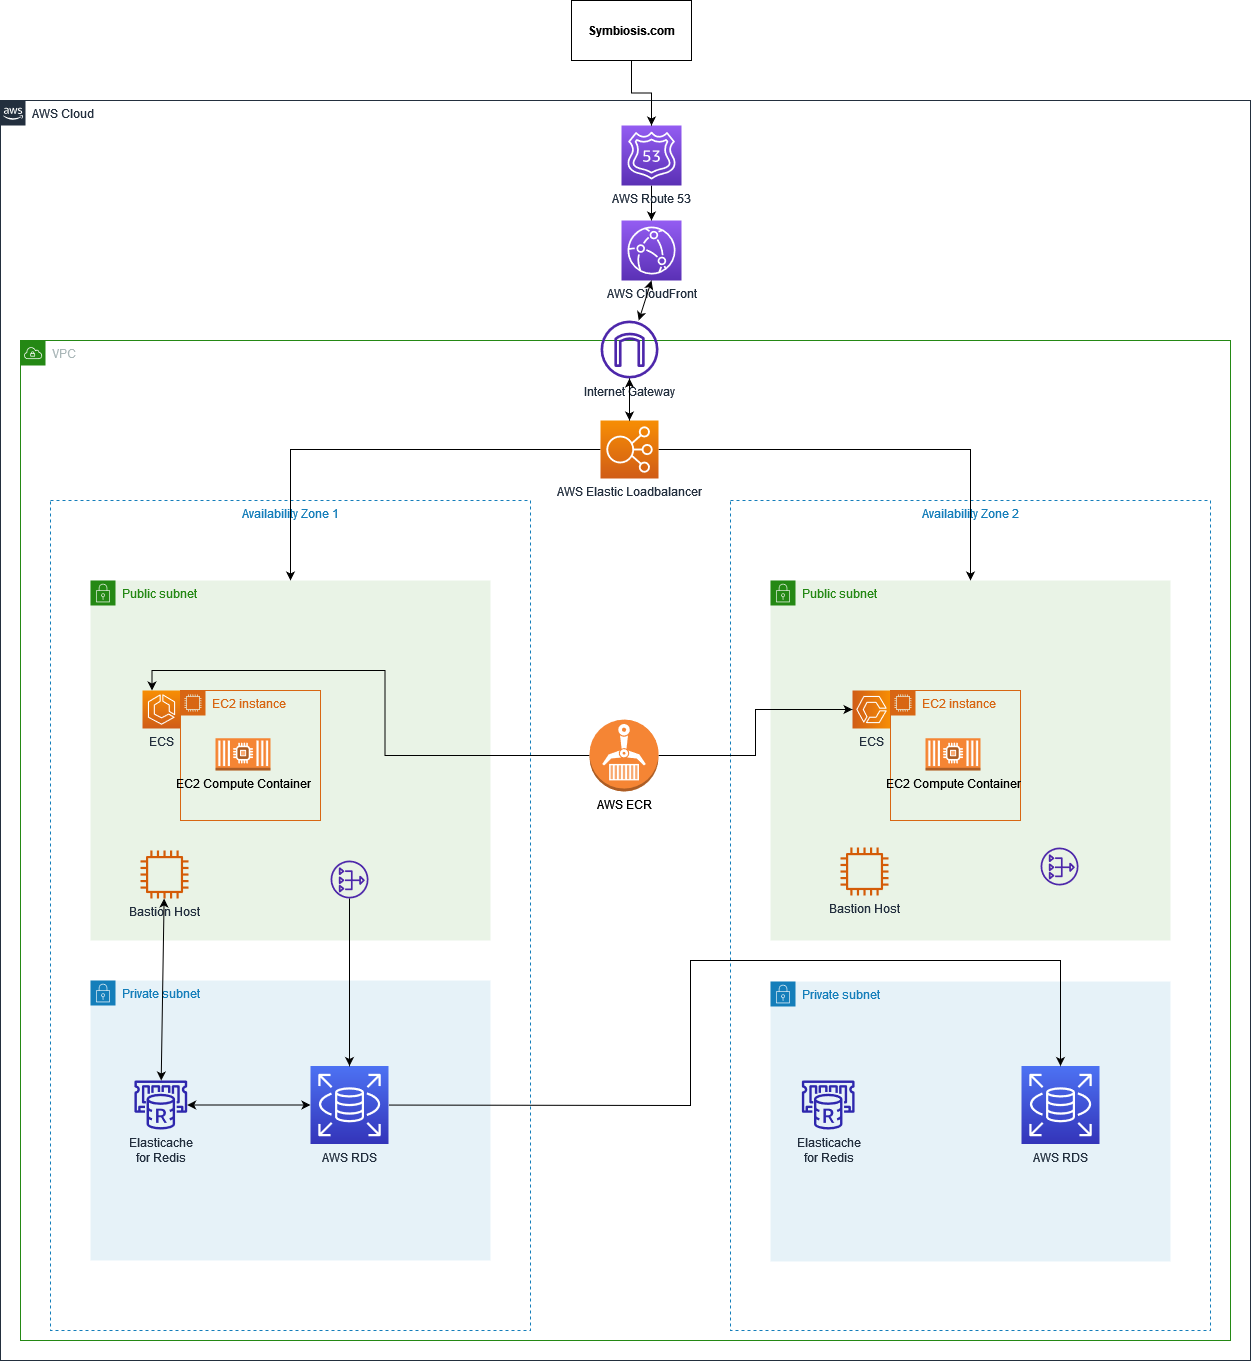 Symbiosis.com
aws
AWS Cloud
53
AWS Route 53
AWS CloudFront
VPC
Internet Gateway
AWS Elastic Loadbalancer
Availability Zone 1
Availability Zone 2
Public subnet
Public subnet
EC2 instance
ECS
EC2 Compute Container
EC2 instance
ECS
EC2 Compute Container
AWS ECR
Bastion Host
Bastion Host
Private subnet
Private subnet
R
Elasticache
for Redis
AWS RDS
R
Elasticache
for Redis
AWS RDS